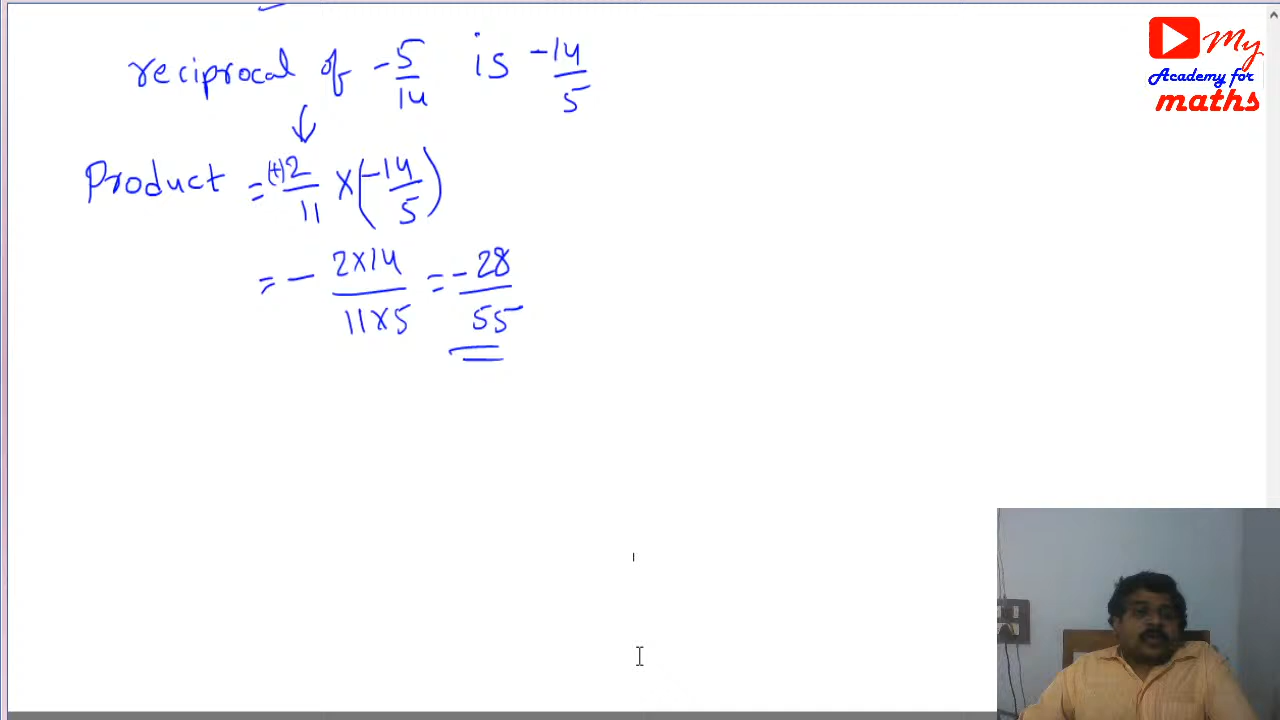 reciprocal of -5/14 is -14/5
Product = (+)2/11 × (-14/5)
= - 2×14/11×5 = -28/55
My
Academy for
maths